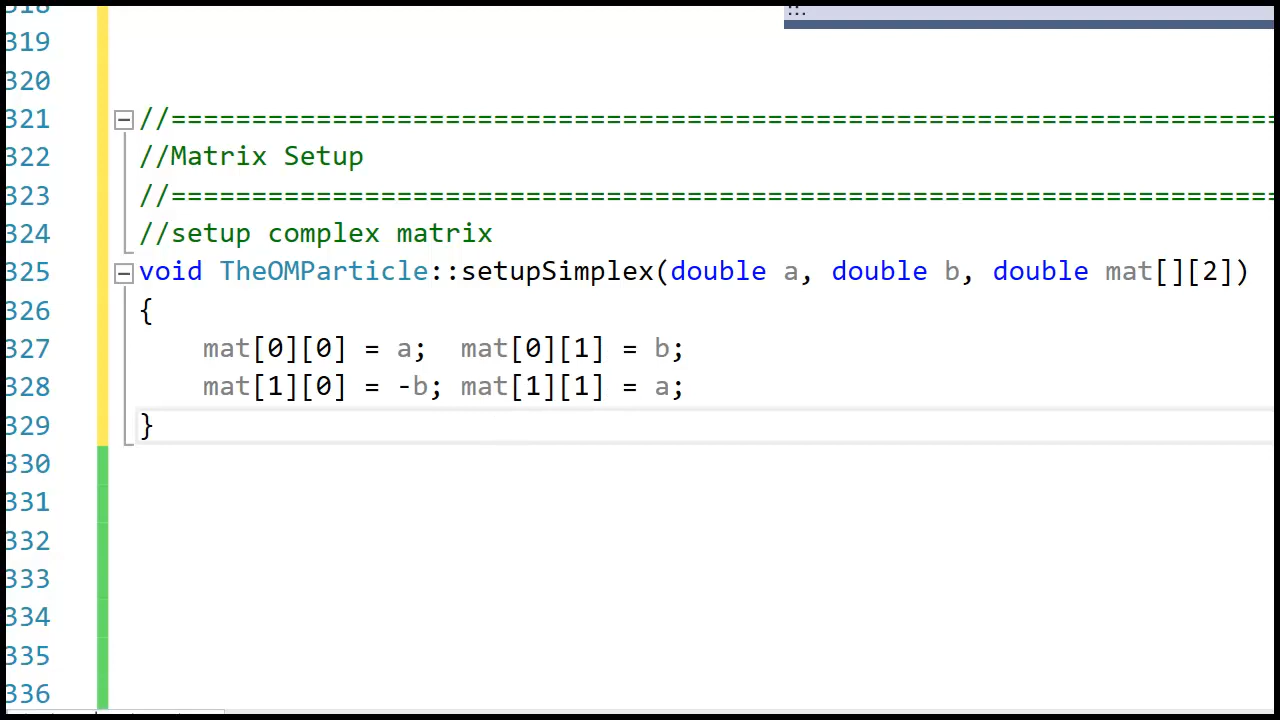 318
319
320
321 //=====================================================================
322 //Matrix Setup
323 //=====================================================================
324 //setup complex matrix
325 void TheOMParticle::setupSimplex(double a, double b, double mat[][2])
326 {
327 mat[0][0] = a; mat[0][1] = b;
328 mat[1][0] = -b; mat[1][1] = a;
329 }
330
331
332
333
334
335
336